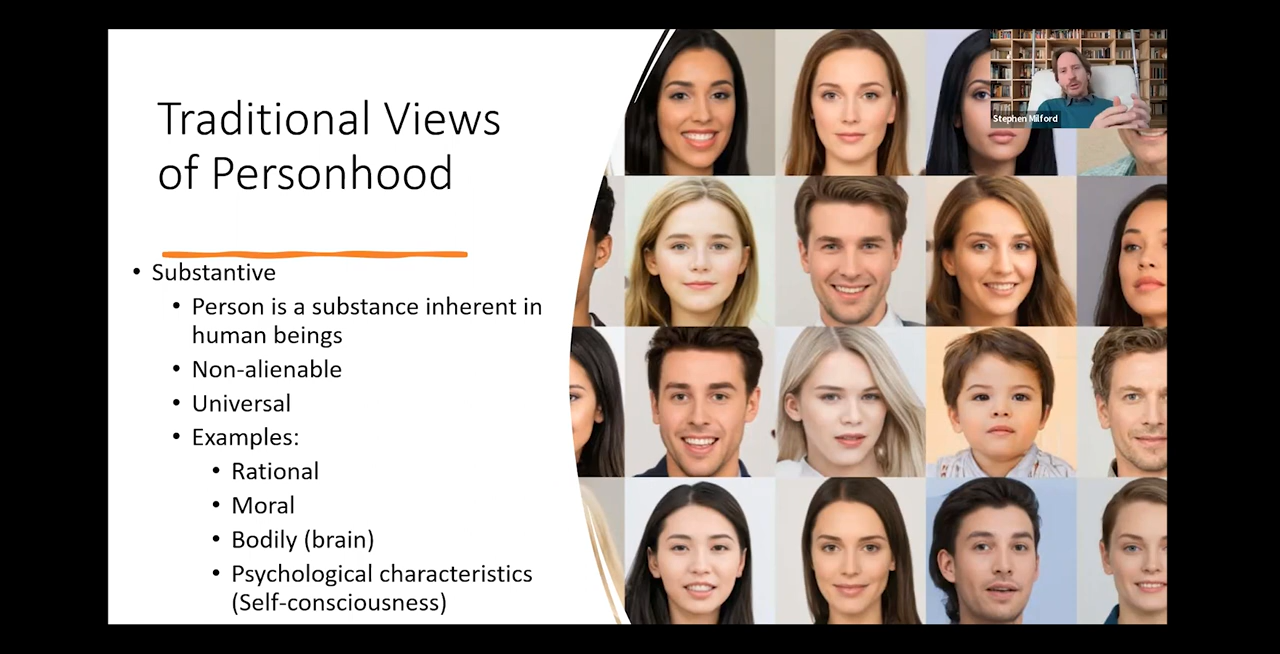 Traditional Views
of Personhood
• Substantive
• Person is a substance inherent in
human beings
• Non-alienable
• Universal
• Examples:
• Rational
• Moral
• Bodily (brain)
• Psychological characteristics
(Self-consciousness)
Stephen Milford